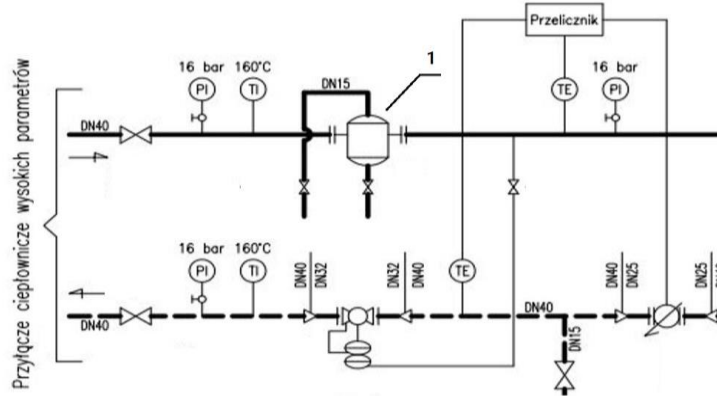 Przelicznik
1
16 bar
160°C
DN15
16 bar
PI
TI
TE
PI
DN40
Przyłącze ciepłownicze wysokich parametrów
16 bar
160°C
PI
TI
DN40
DN32
DN32
DN40
TE
DN40
DN25
DN25
DN40
DN40
DN15